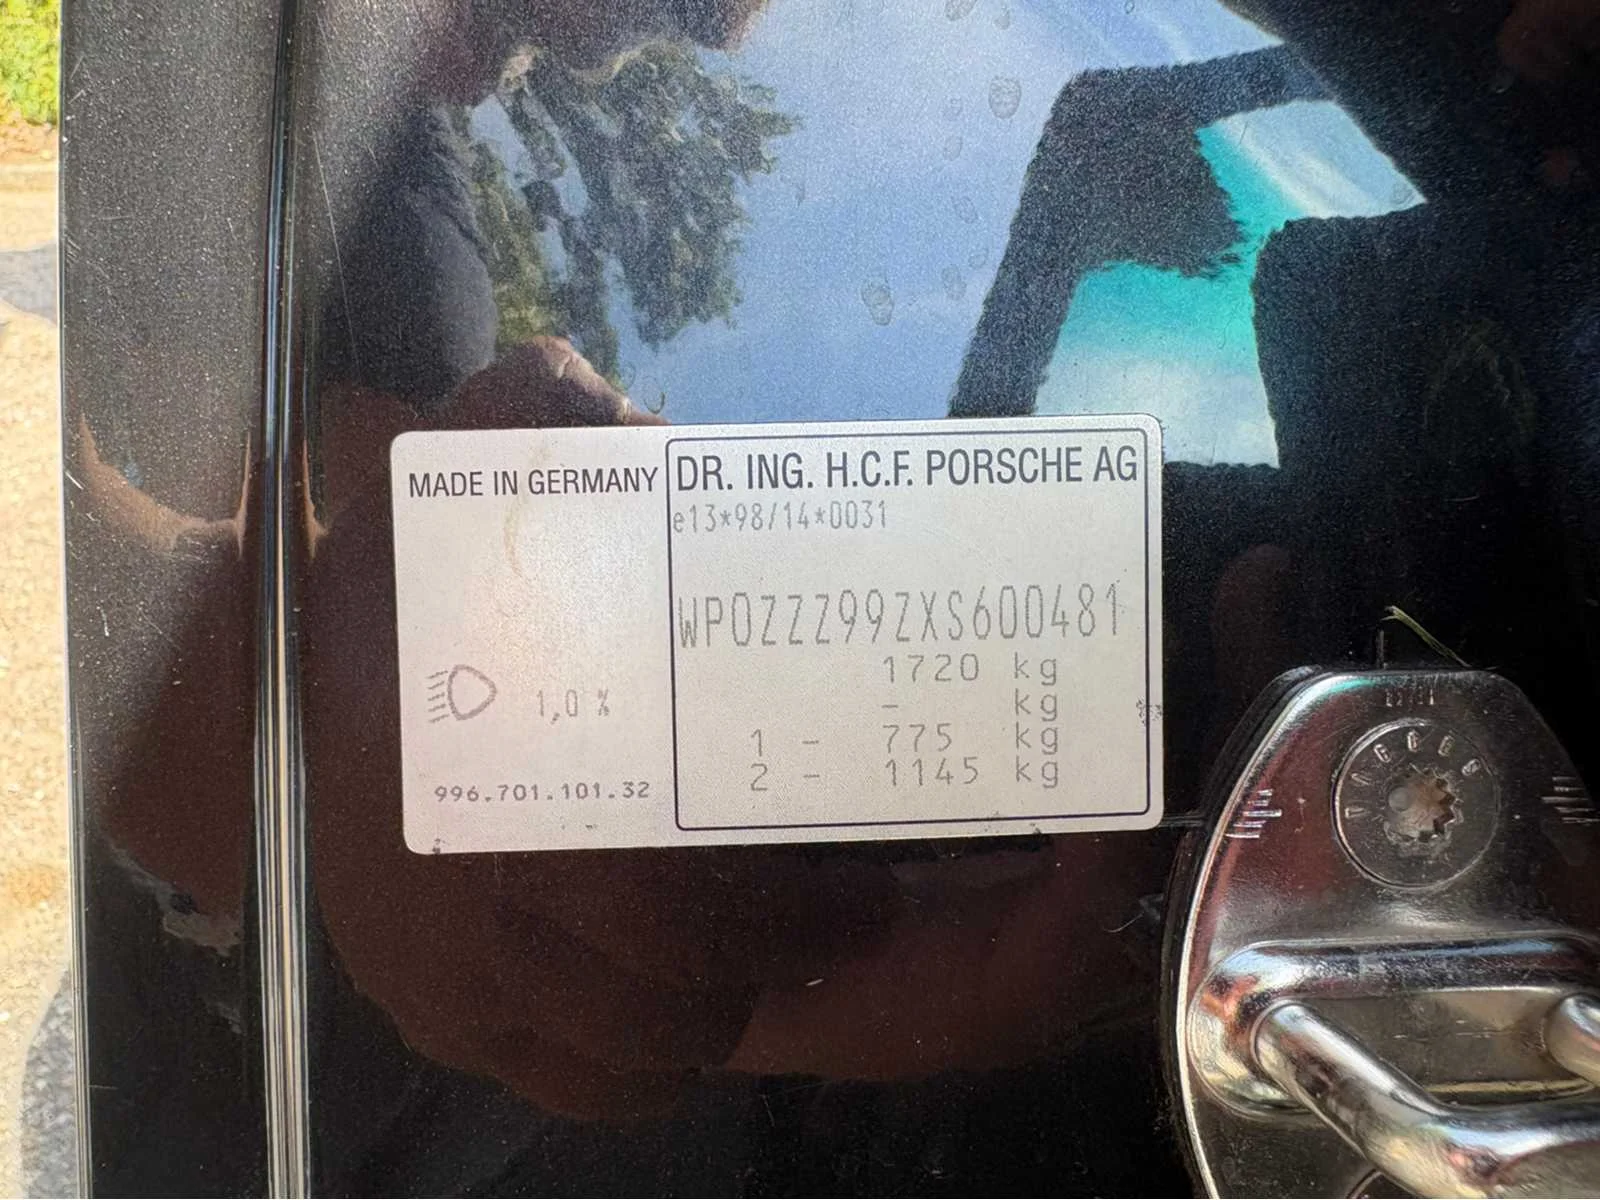 MADE IN GERMANY
1,0 %
996.701.101.32
DR. ING. H.C.F. PORSCHE AG
e13*98/14*0031
WP0ZZZ99ZXS600481
1720 kg
- kg
1 - 775 kg
2 - 1145 kg